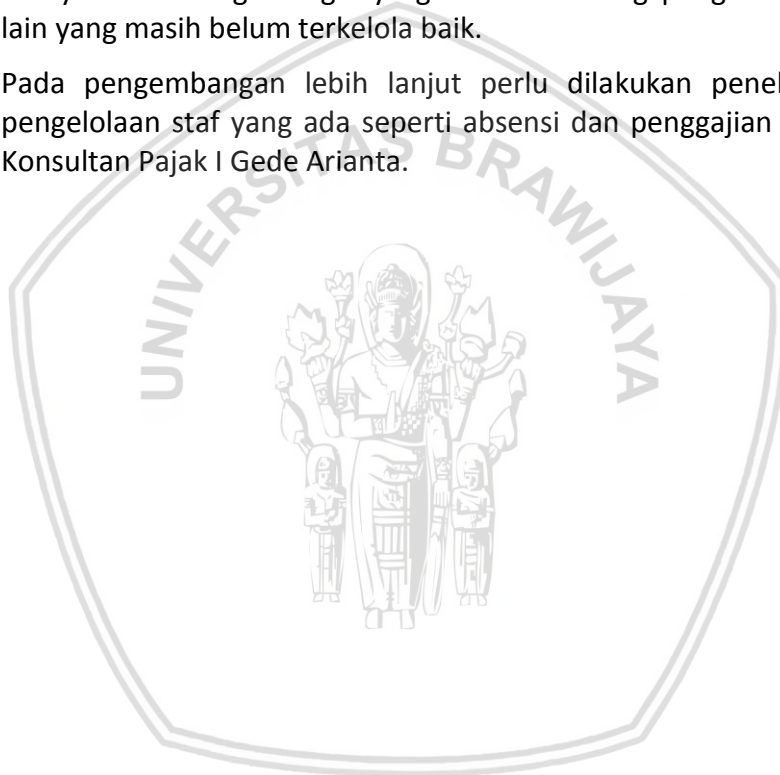 lain yang masih belum terkelola baik.
Pada pengembangan lebih lanjut perlu dilakukan penel
pengelolaan staf yang ada seperti absensi dan penggajian
Konsultan Pajak I Gede Arianta.
UNIVERSITAS BRAWIJAYA